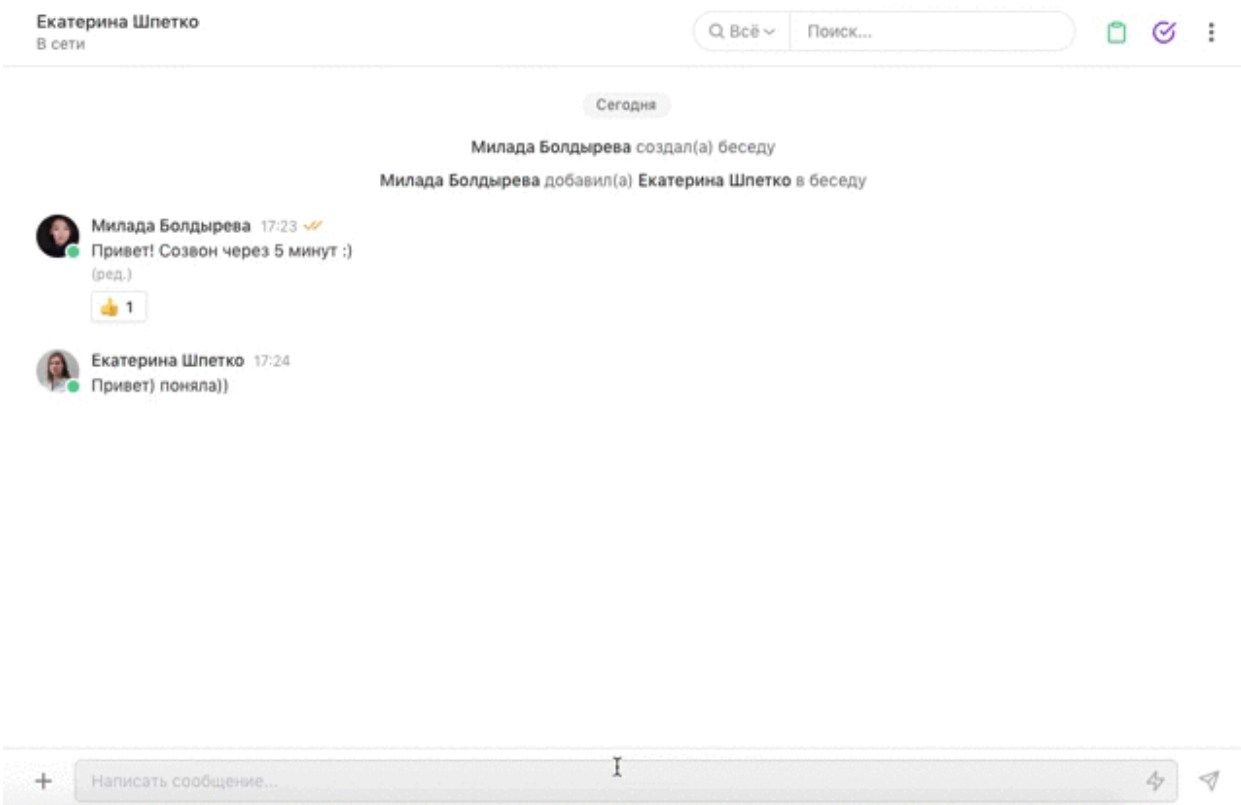 Екатерина Шпетко
В сети
Всё Поиск...
Сегодня
Милада Болдырева создал(а) беседу
Милада Болдырева добавил(а) Екатерина Шпетко в беседу
Милада Болдырева 17:23
Привет! Созвон через 5 минут :)
(ред.)
👍 1
Екатерина Шпетко 17:24
Привет) поняла))
Написать сообщение...